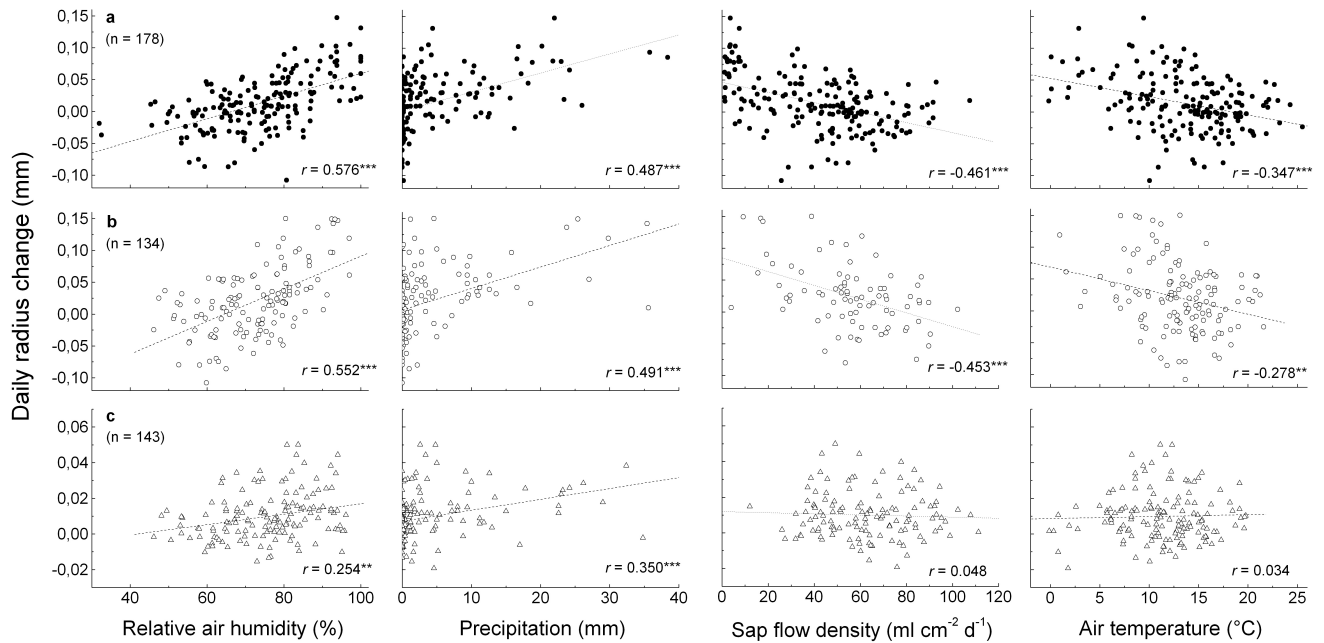 Daily radius change (mm)
a
(n = 178)
0,15
0,10
0,05
0,00
-0,05
-0,10
r = 0.576***
r = 0.487***
r = -0.461***
r = -0.347***
b
(n = 134)
0,15
0,10
0,05
0,00
-0,05
-0,10
r = 0.552***
r = 0.491***
r = -0.453***
r = -0.278**
c
(n = 143)
0,06
0,04
0,02
0,00
-0,02
r = 0.254**
r = 0.350***
r = 0.048
r = 0.034
40 60 80 100
0 10 20 30 40
0 20 40 60 80 100 120
0 5 10 15 20 25
Relative air humidity (%)
Precipitation (mm)
Sap flow density (ml cm⁻² d⁻¹)
Air temperature (°C)